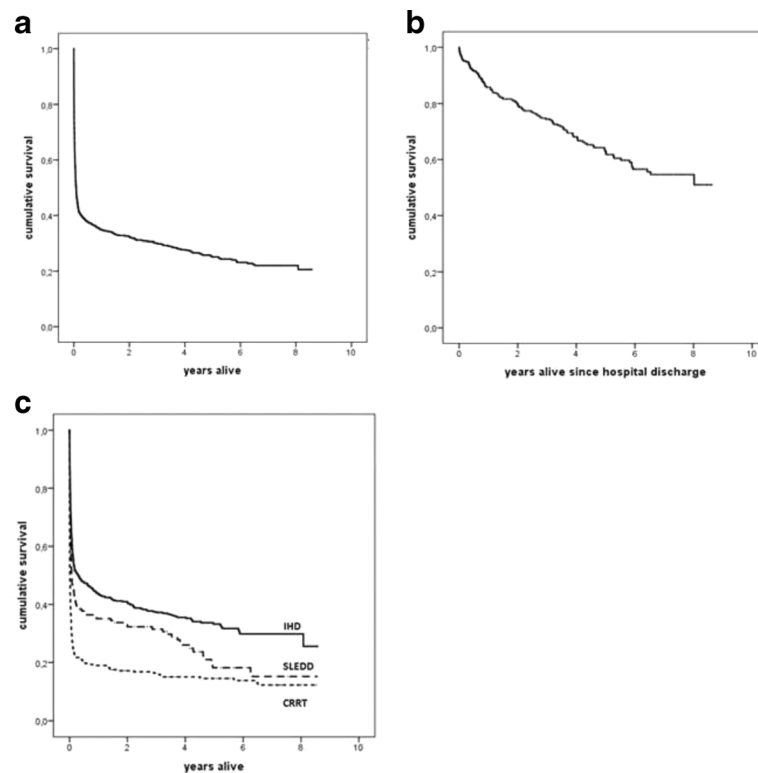 a
cumulative survival
1,0
0,8
0,6
0,4
0,2
0,0
0 2 4 6 8 10
years alive
b
cumulative survival
1,0
0,8
0,6
0,4
0,2
0,0
0 2 4 6 8 10
years alive since hospital discharge
c
cumulative survival
1,0
0,8
0,6
0,4
0,2
0,0
IHD
SLEDD
CRRT
0 2 4 6 8 10
years alive